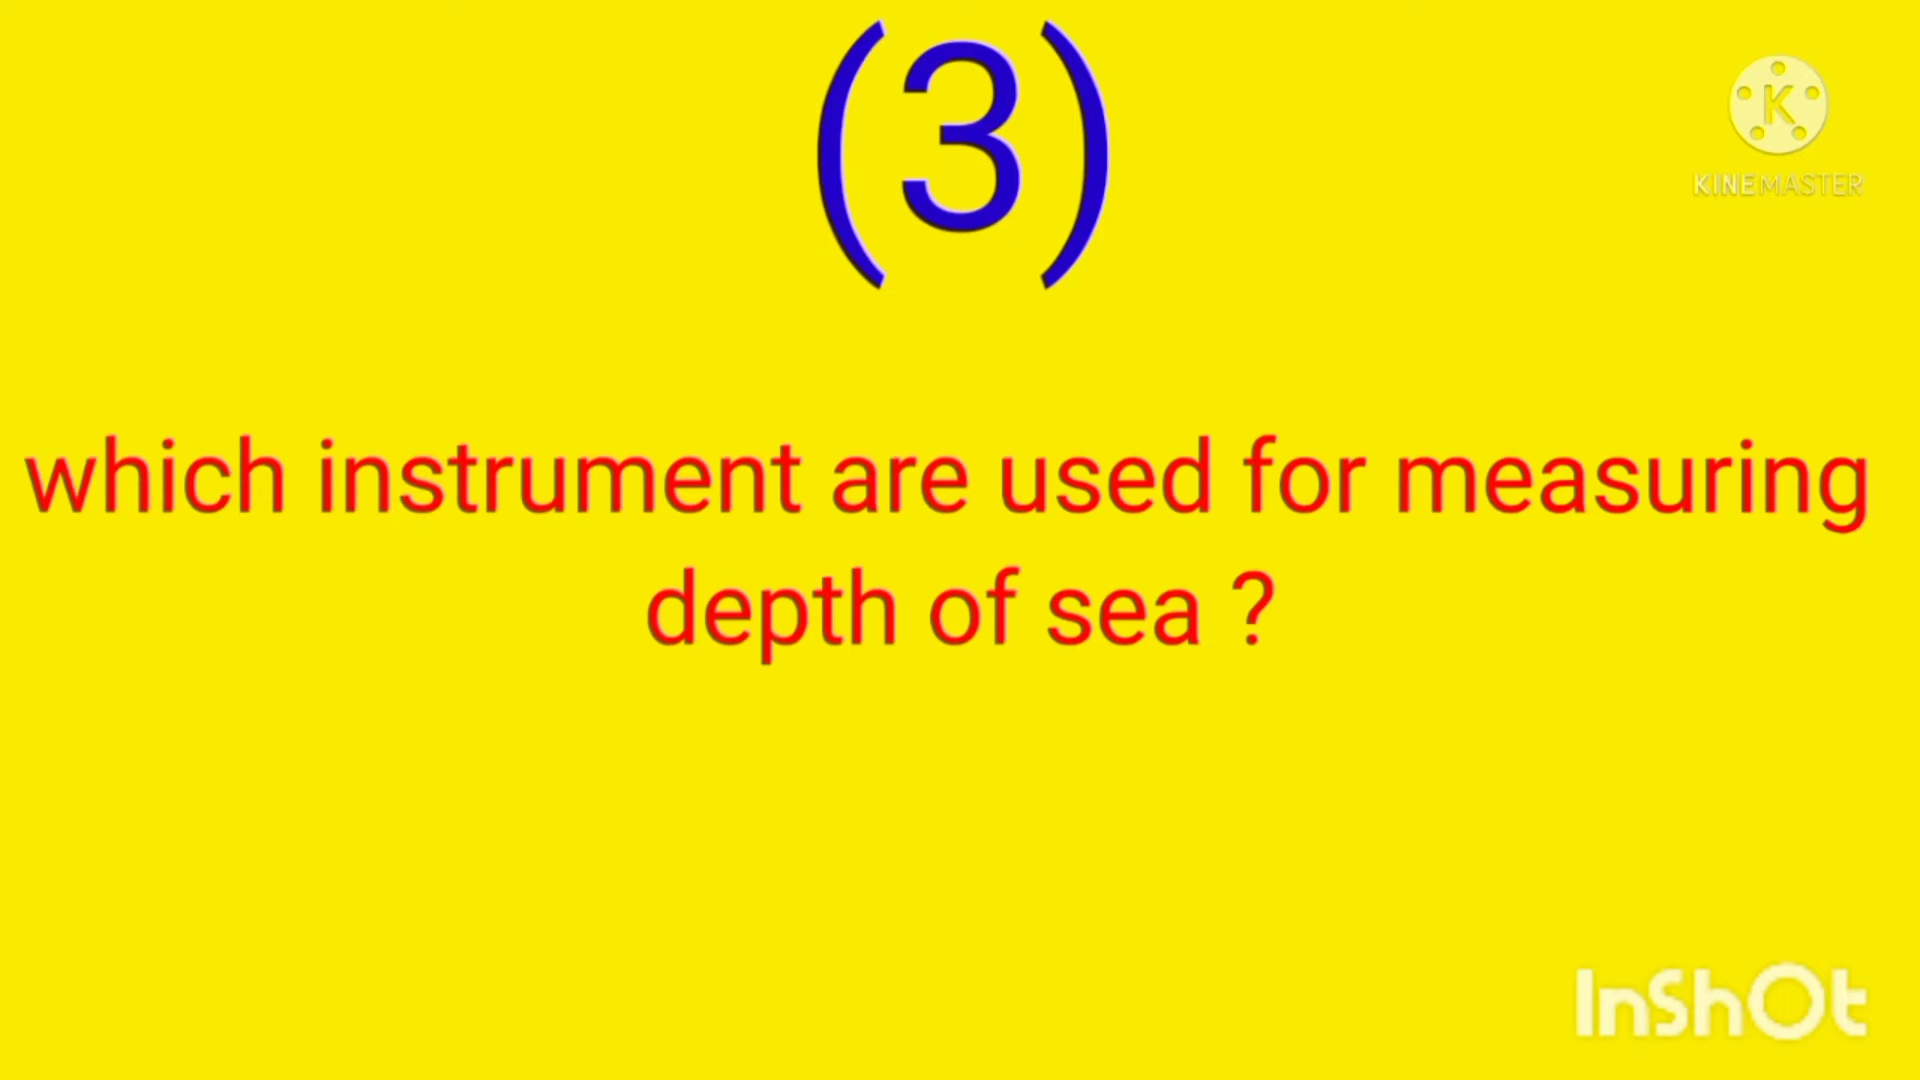 (3)
K
KINEMASTER
which instrument are used for measuring
depth of sea ?
InShOt